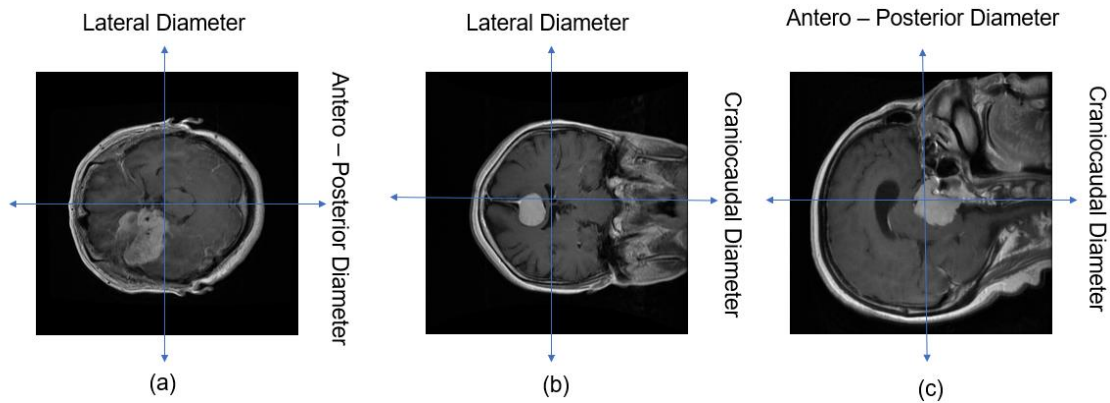 Lateral Diameter
Antero – Posterior Diameter
(a)
Lateral Diameter
Craniocaudal Diameter
(b)
Antero – Posterior Diameter
Craniocaudal Diameter
(c)